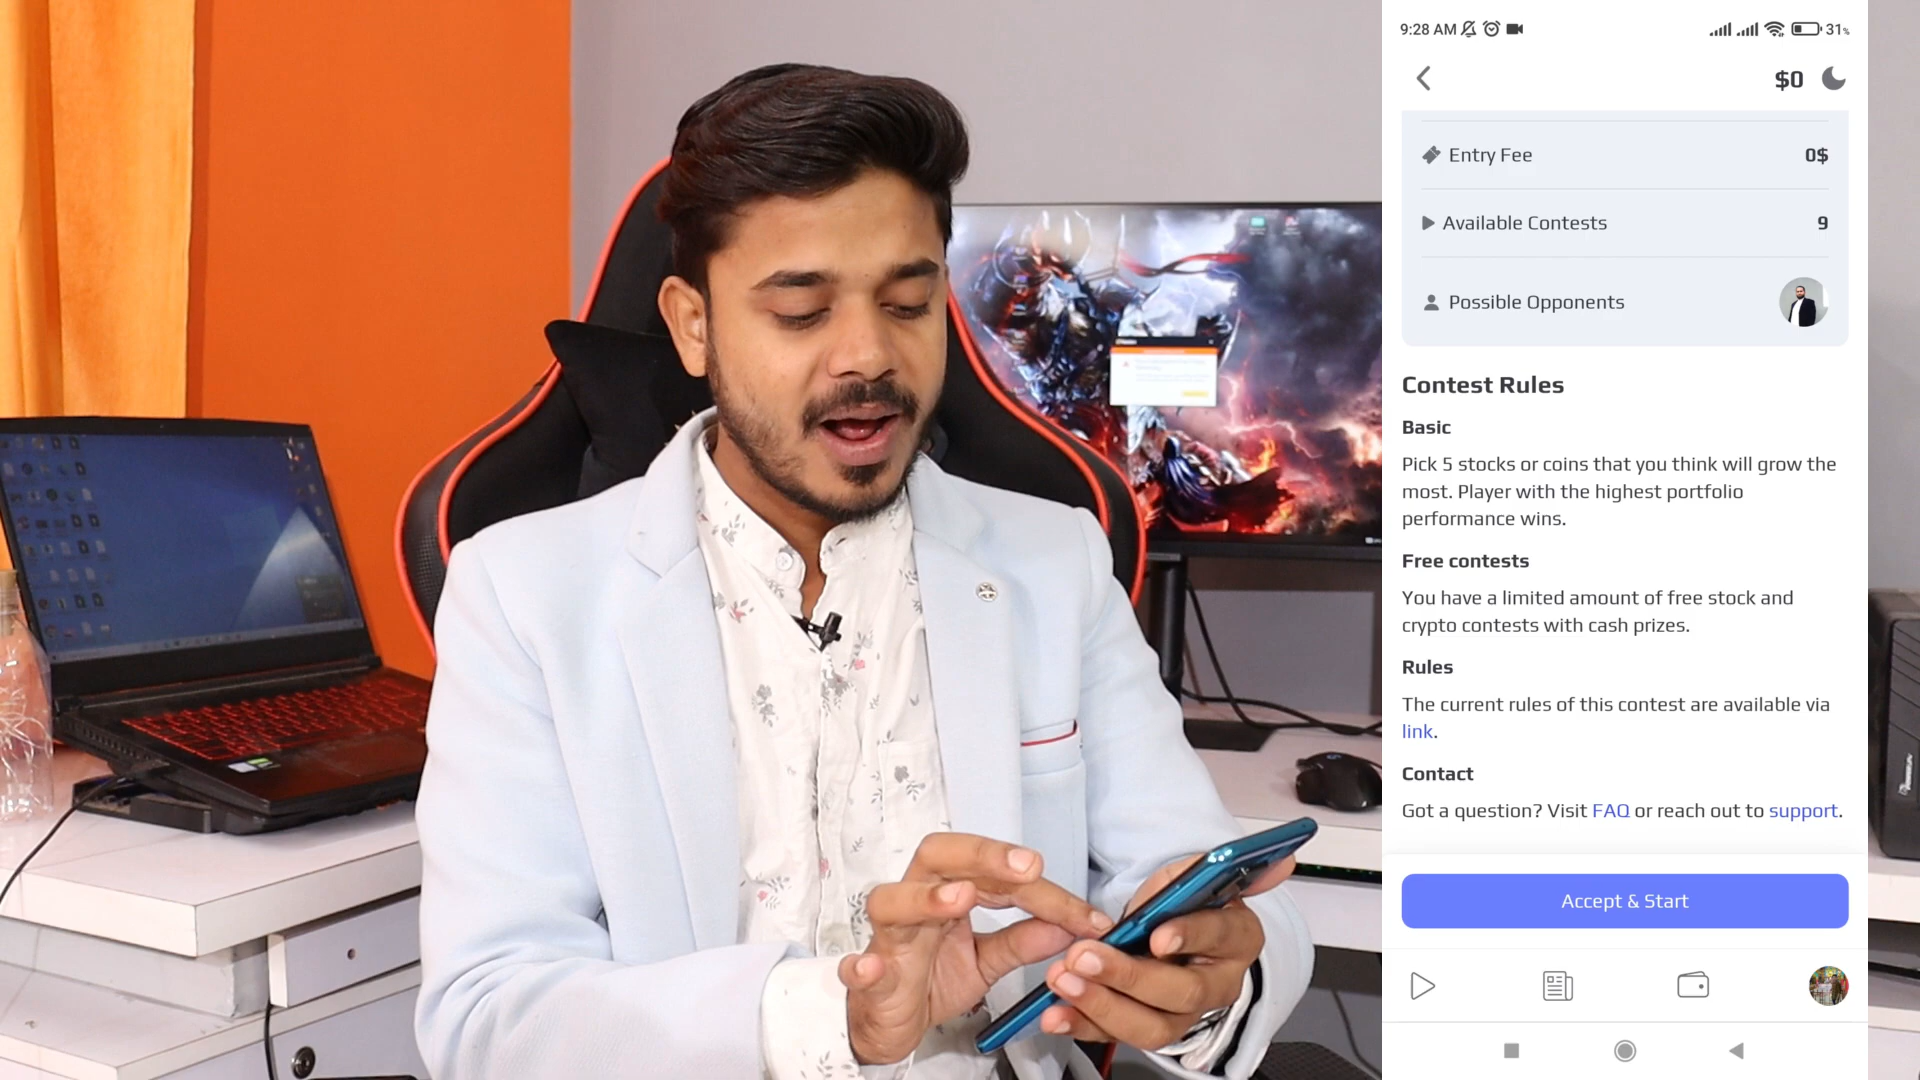 9:28 AM
31%
$0
Entry Fee
0$
Available Contests
9
Possible Opponents
Contest Rules
Basic
Pick 5 stocks or coins that you think will grow the
most. Player with the highest portfolio
performance wins.
Free contests
You have a limited amount of free stock and
crypto contests with cash prizes.
Rules
The current rules of this contest are available via
link.
Contact
Got a question? Visit FAQ or reach out to support.
Accept & Start